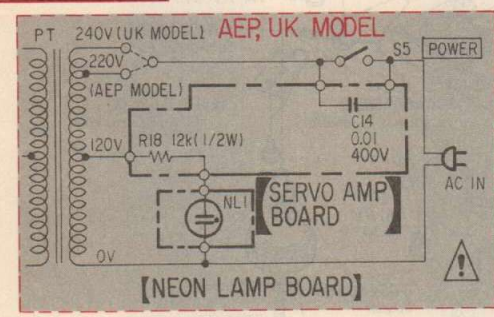 AEP, UK MODEL
PT 240V (UK MODEL)
220V
(AEP MODEL)
S5 POWER
C14
0.01
400V
120V R18 12k (1/2W)
AC IN
NL1
【SERVO AMP
BOARD】
0V
【NEON LAMP BOARD】